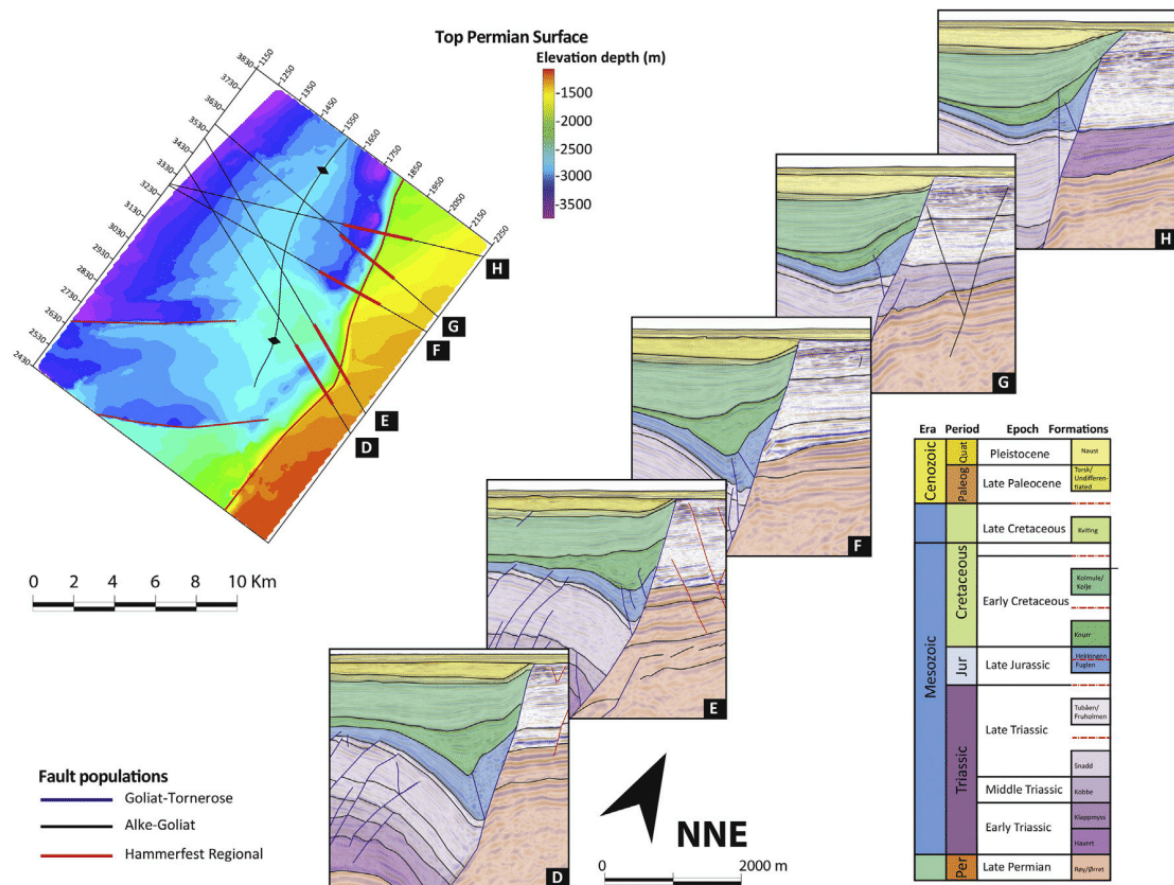 Top Permian Surface
Elevation depth (m)
-1500
-2000
-2500
-3000
-3500
3830
3730
3630
3530
3430
3330
3230
3130
3030
2930
2830
2730
2630
2530
2430
1150
1250
1350
1450
1550
1650
1750
1850
1950
2050
2150
2250
H
G
F
E
D
0 2 4 6 8 10 Km
Fault populations
Goliat-Tornerose
Alke-Goliat
Hammerfest Regional
H
G
F
E
D
NNE
0 2000 m
Era Period Epoch Formations
Cenozoic
Mesozoic
Quat
Paleog
Cretaceous
Jur
Triassic
Per
Pleistocene
Late Paleocene
Late Cretaceous
Early Cretaceous
Late Jurassic
Late Triassic
Middle Triassic
Early Triassic
Late Permian
Naust
Torsk/
Undifferen-
tiated
Kviting
Kolmule/
Kolje
Knurr
Hekkingen
Fuglen
Tubåen/
Fruholmen
Snadd
Kobbe
Klappmyss
Havert